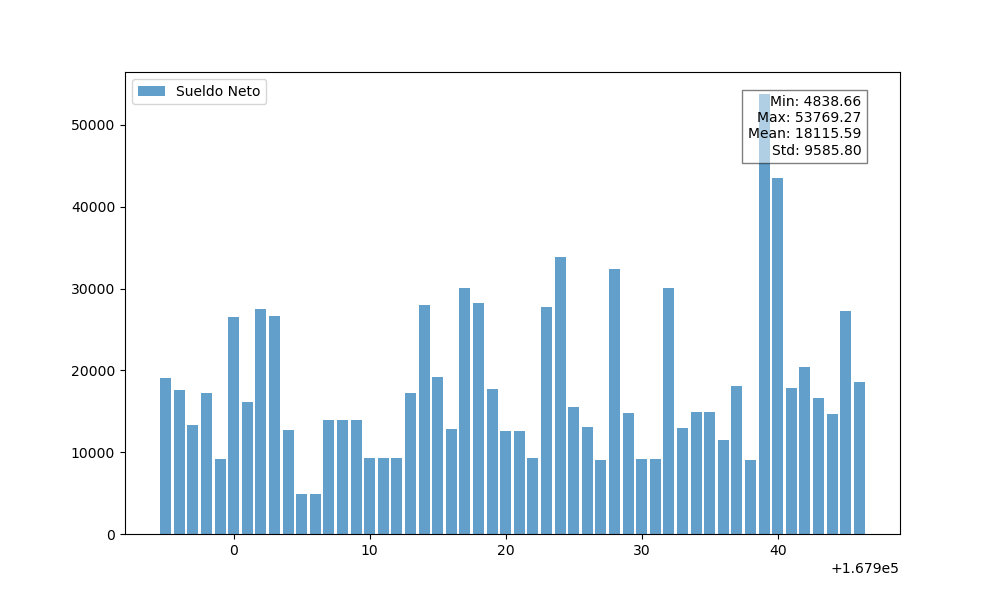 Sueldo Neto
Min: 4838.66
Max: 53769.27
Mean: 18115.59
Std: 9585.80
50000
40000
30000
20000
10000
0
0 10 20 30 40
+1.679e5